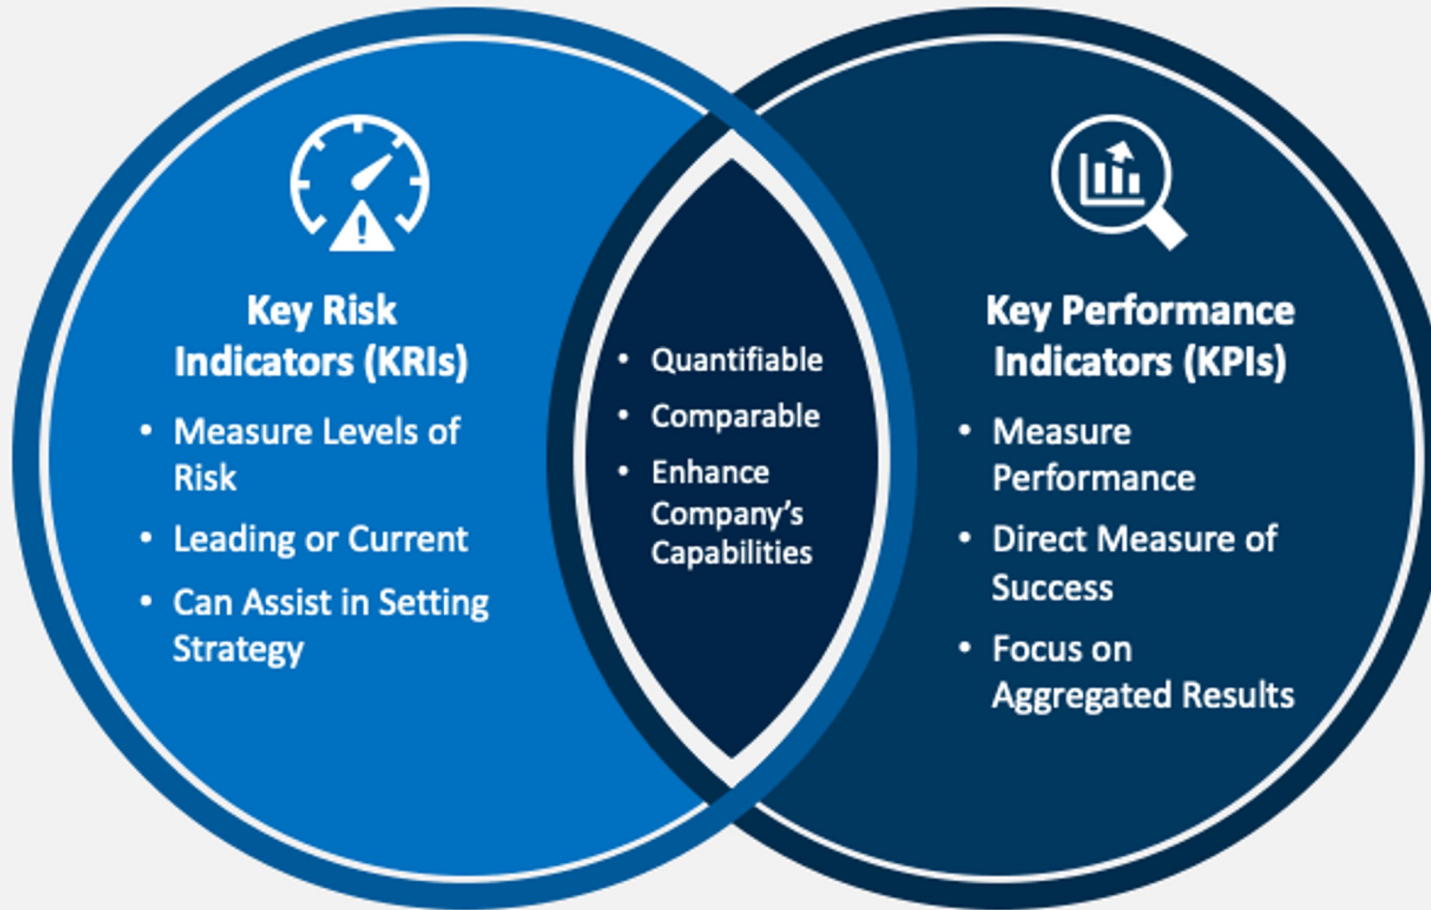 Key Risk
Indicators (KRIs)
• Measure Levels of
Risk
• Leading or Current
• Can Assist in Setting
Strategy
• Quantifiable
• Comparable
• Enhance
Company’s
Capabilities
Key Performance
Indicators (KPIs)
• Measure
Performance
• Direct Measure of
Success
• Focus on
Aggregated Results